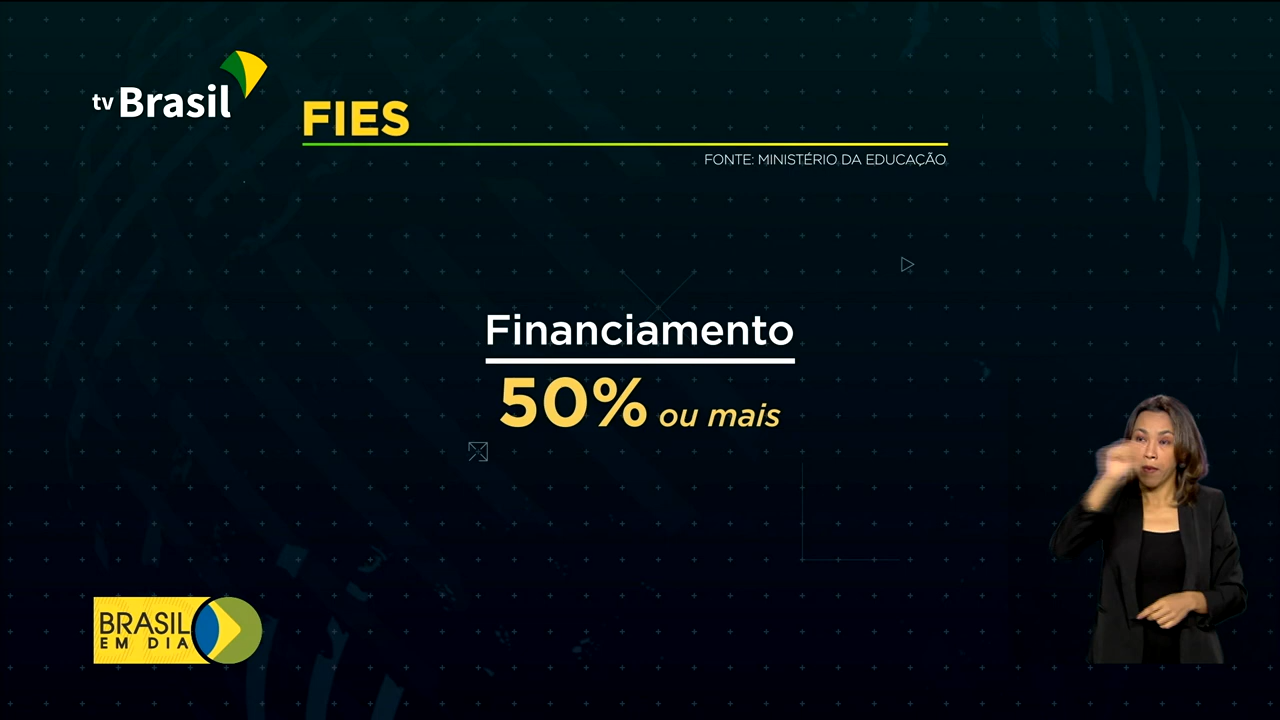 tv Brasil
FIES
FONTE: MINISTÉRIO DA EDUCAÇÃO
Financiamento
50% ou mais
BRASIL
EM DIA